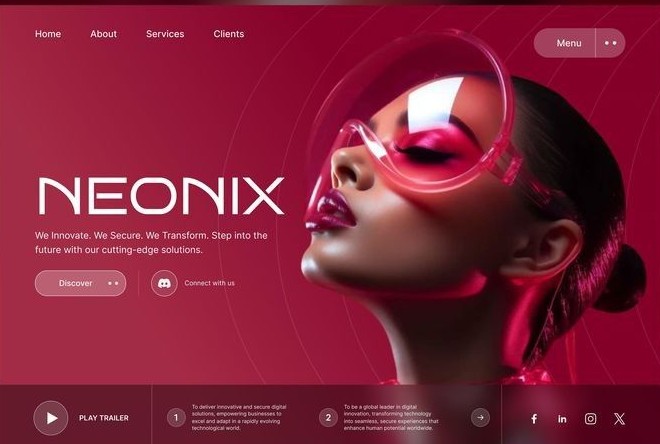 Home About Services Clients
Menu
NEONIX
We Innovate. We Secure. We Transform. Step into the
future with our cutting-edge solutions.
Discover
Connect with us
PLAY TRAILER
1
To deliver innovative and secure digital
solutions, empowering businesses to
excel and adapt in a rapidly evolving
technological world.
2
To be a global leader in digital
innovation, transforming technology
into seamless, secure experiences that
enhance human potential worldwide.
f in X